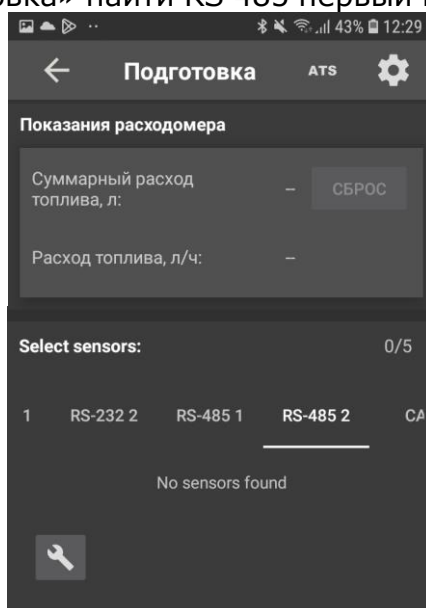 овка» найти RS-485 первый
43% 12:29
Подготовка ATS
Показания расходомера
Суммарный расход
топлива, л: – СБРОС
Расход топлива, л/ч: –
Select sensors: 0/5
1 RS-232 2 RS-485 1 RS-485 2 CA
No sensors found